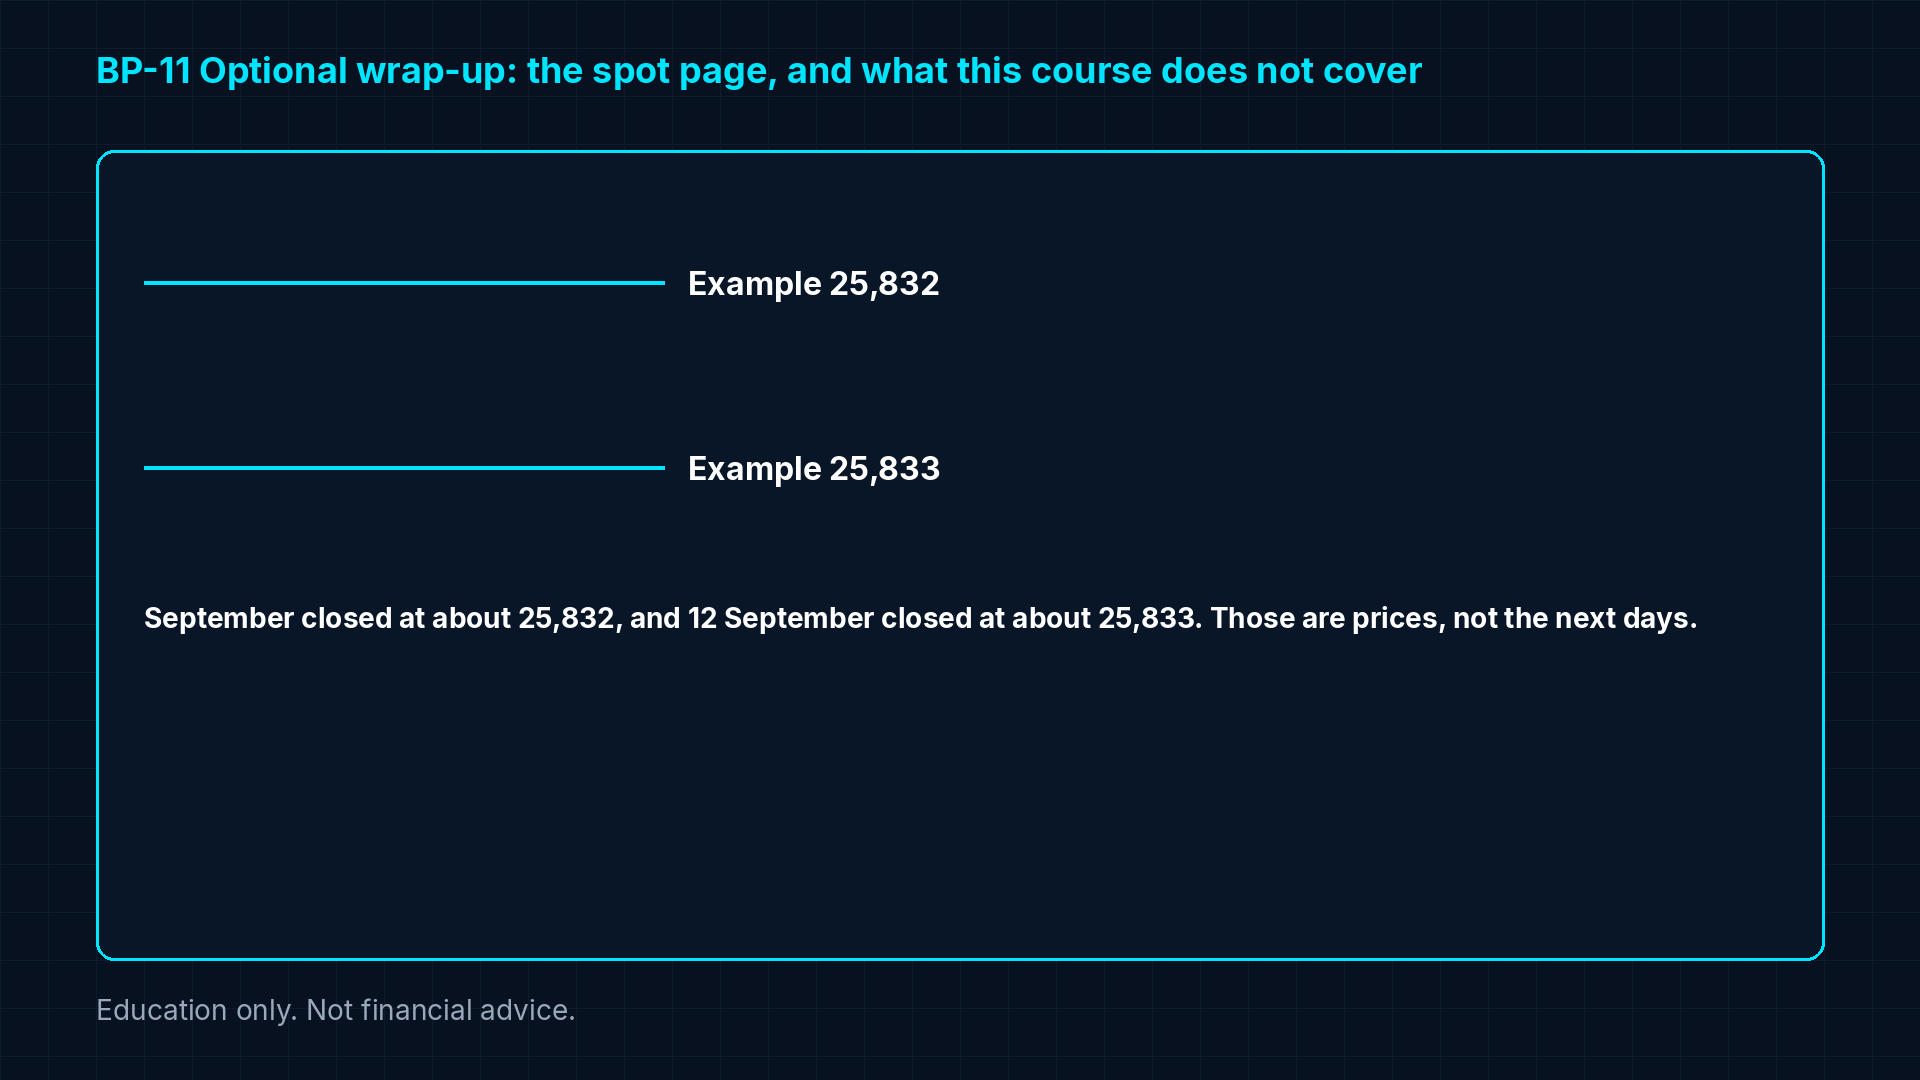 BP-11 Optional wrap-up: the spot page, and what this course does not cover
Example 25,832
Example 25,833
September closed at about 25,832, and 12 September closed at about 25,833. Those are prices, not the next days.
Education only. Not financial advice.